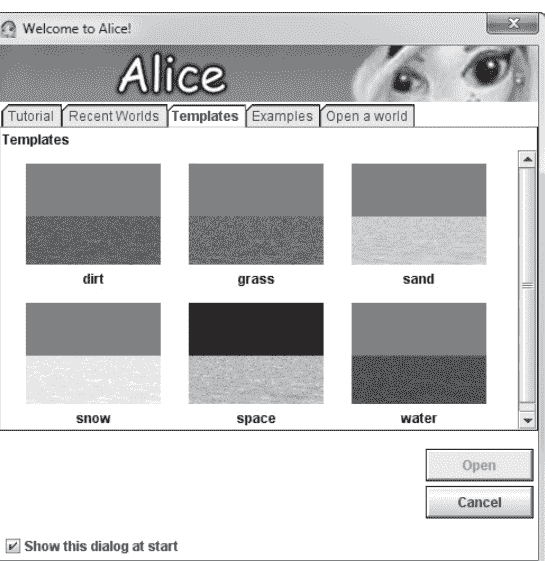 Welcome to Alice!
Alice
Tutorial Recent Worlds Templates Examples Open a world
Templates
dirt grass sand
snow space water
Open
Cancel
Show this dialog at start